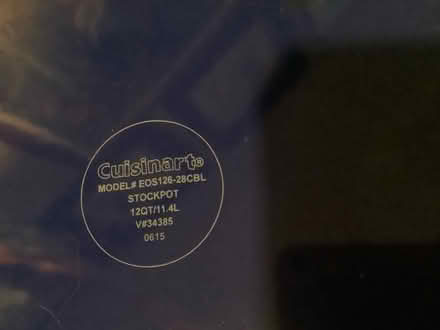 Cuisinart®
MODEL# EOS126-28CBL
STOCKPOT
12QT/11.4L
V#34385
0615